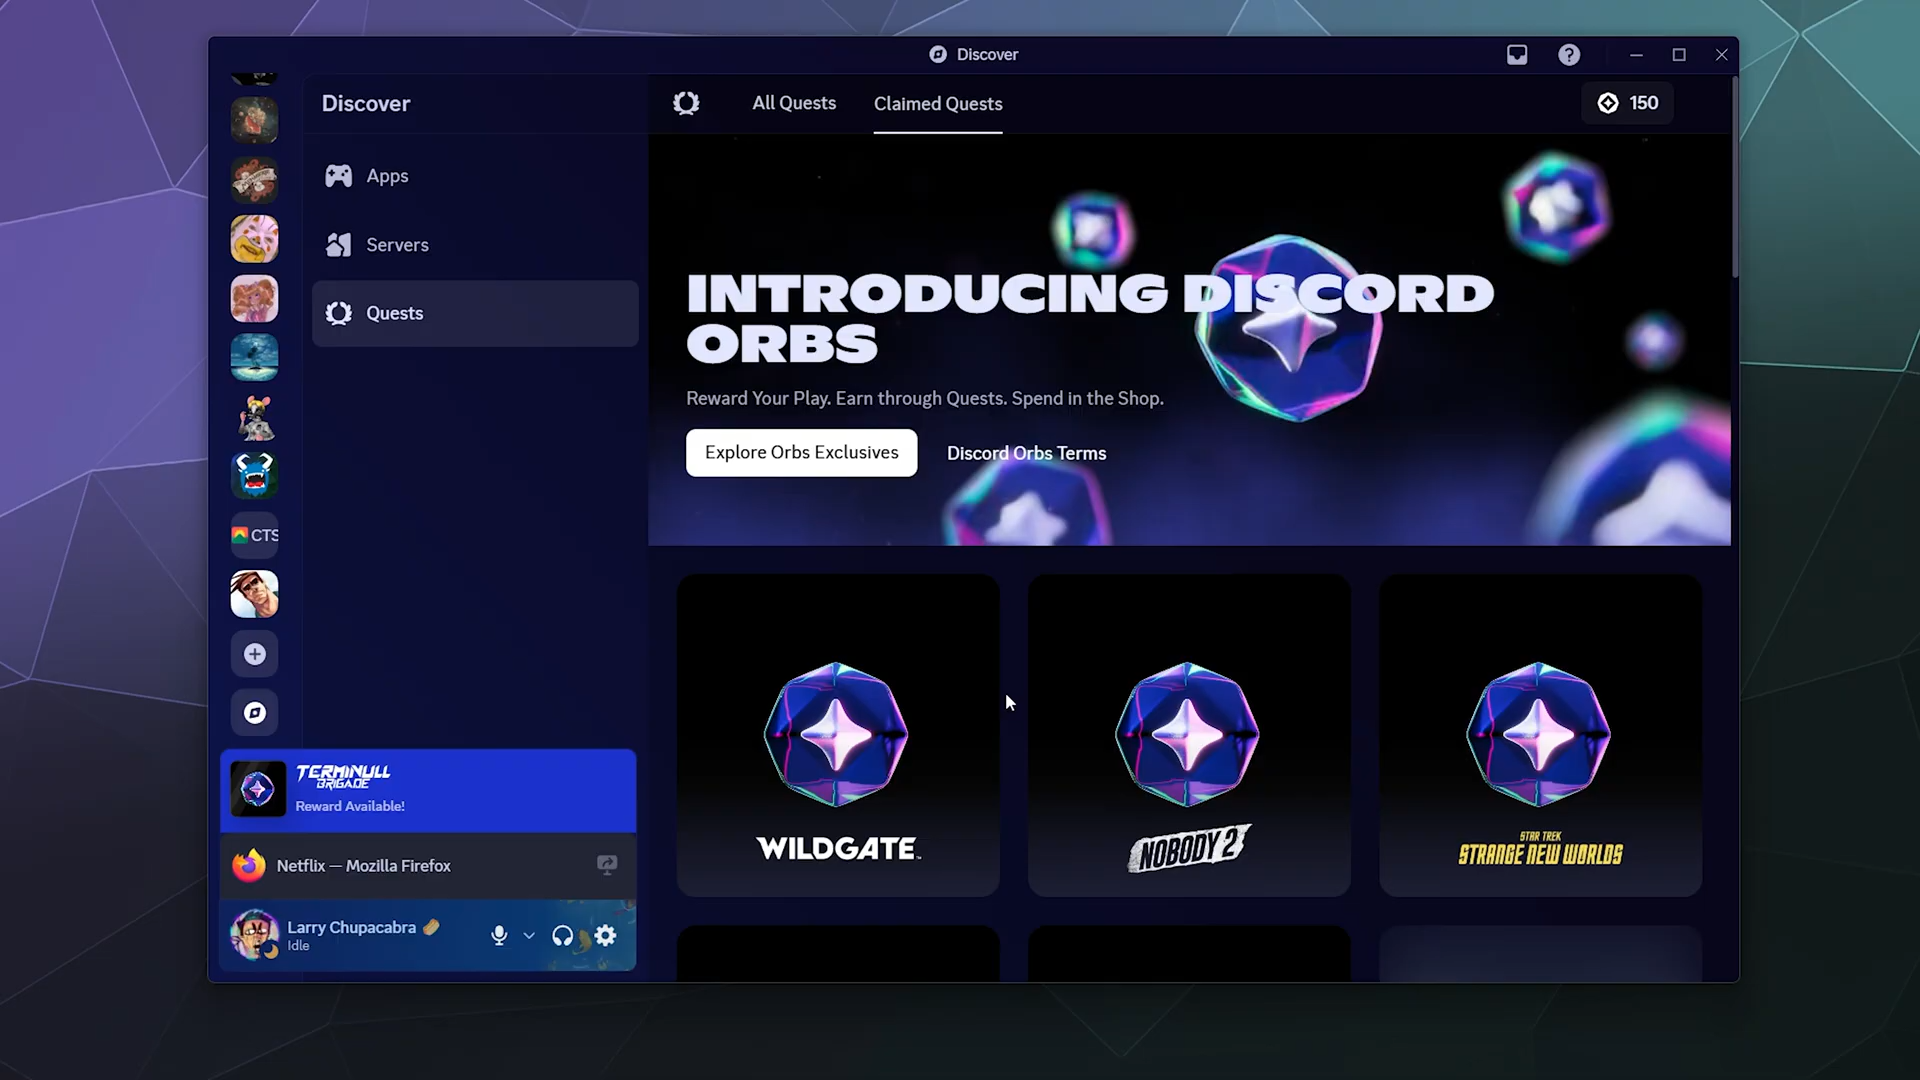 Discover
Discover
All Quests
Claimed Quests
150
Apps
Servers
Quests
INTRODUCING DISCORD
ORBS
Reward Your Play. Earn through Quests. Spend in the Shop.
Explore Orbs Exclusives
Discord Orbs Terms
CTS
WILDGATE
NOBODY 2
STAR TREK
STRANGE NEW WORLDS
TERMINULL
BRIGADE
Reward Available!
Netflix — Mozilla Firefox
Larry Chupacabra
Idle